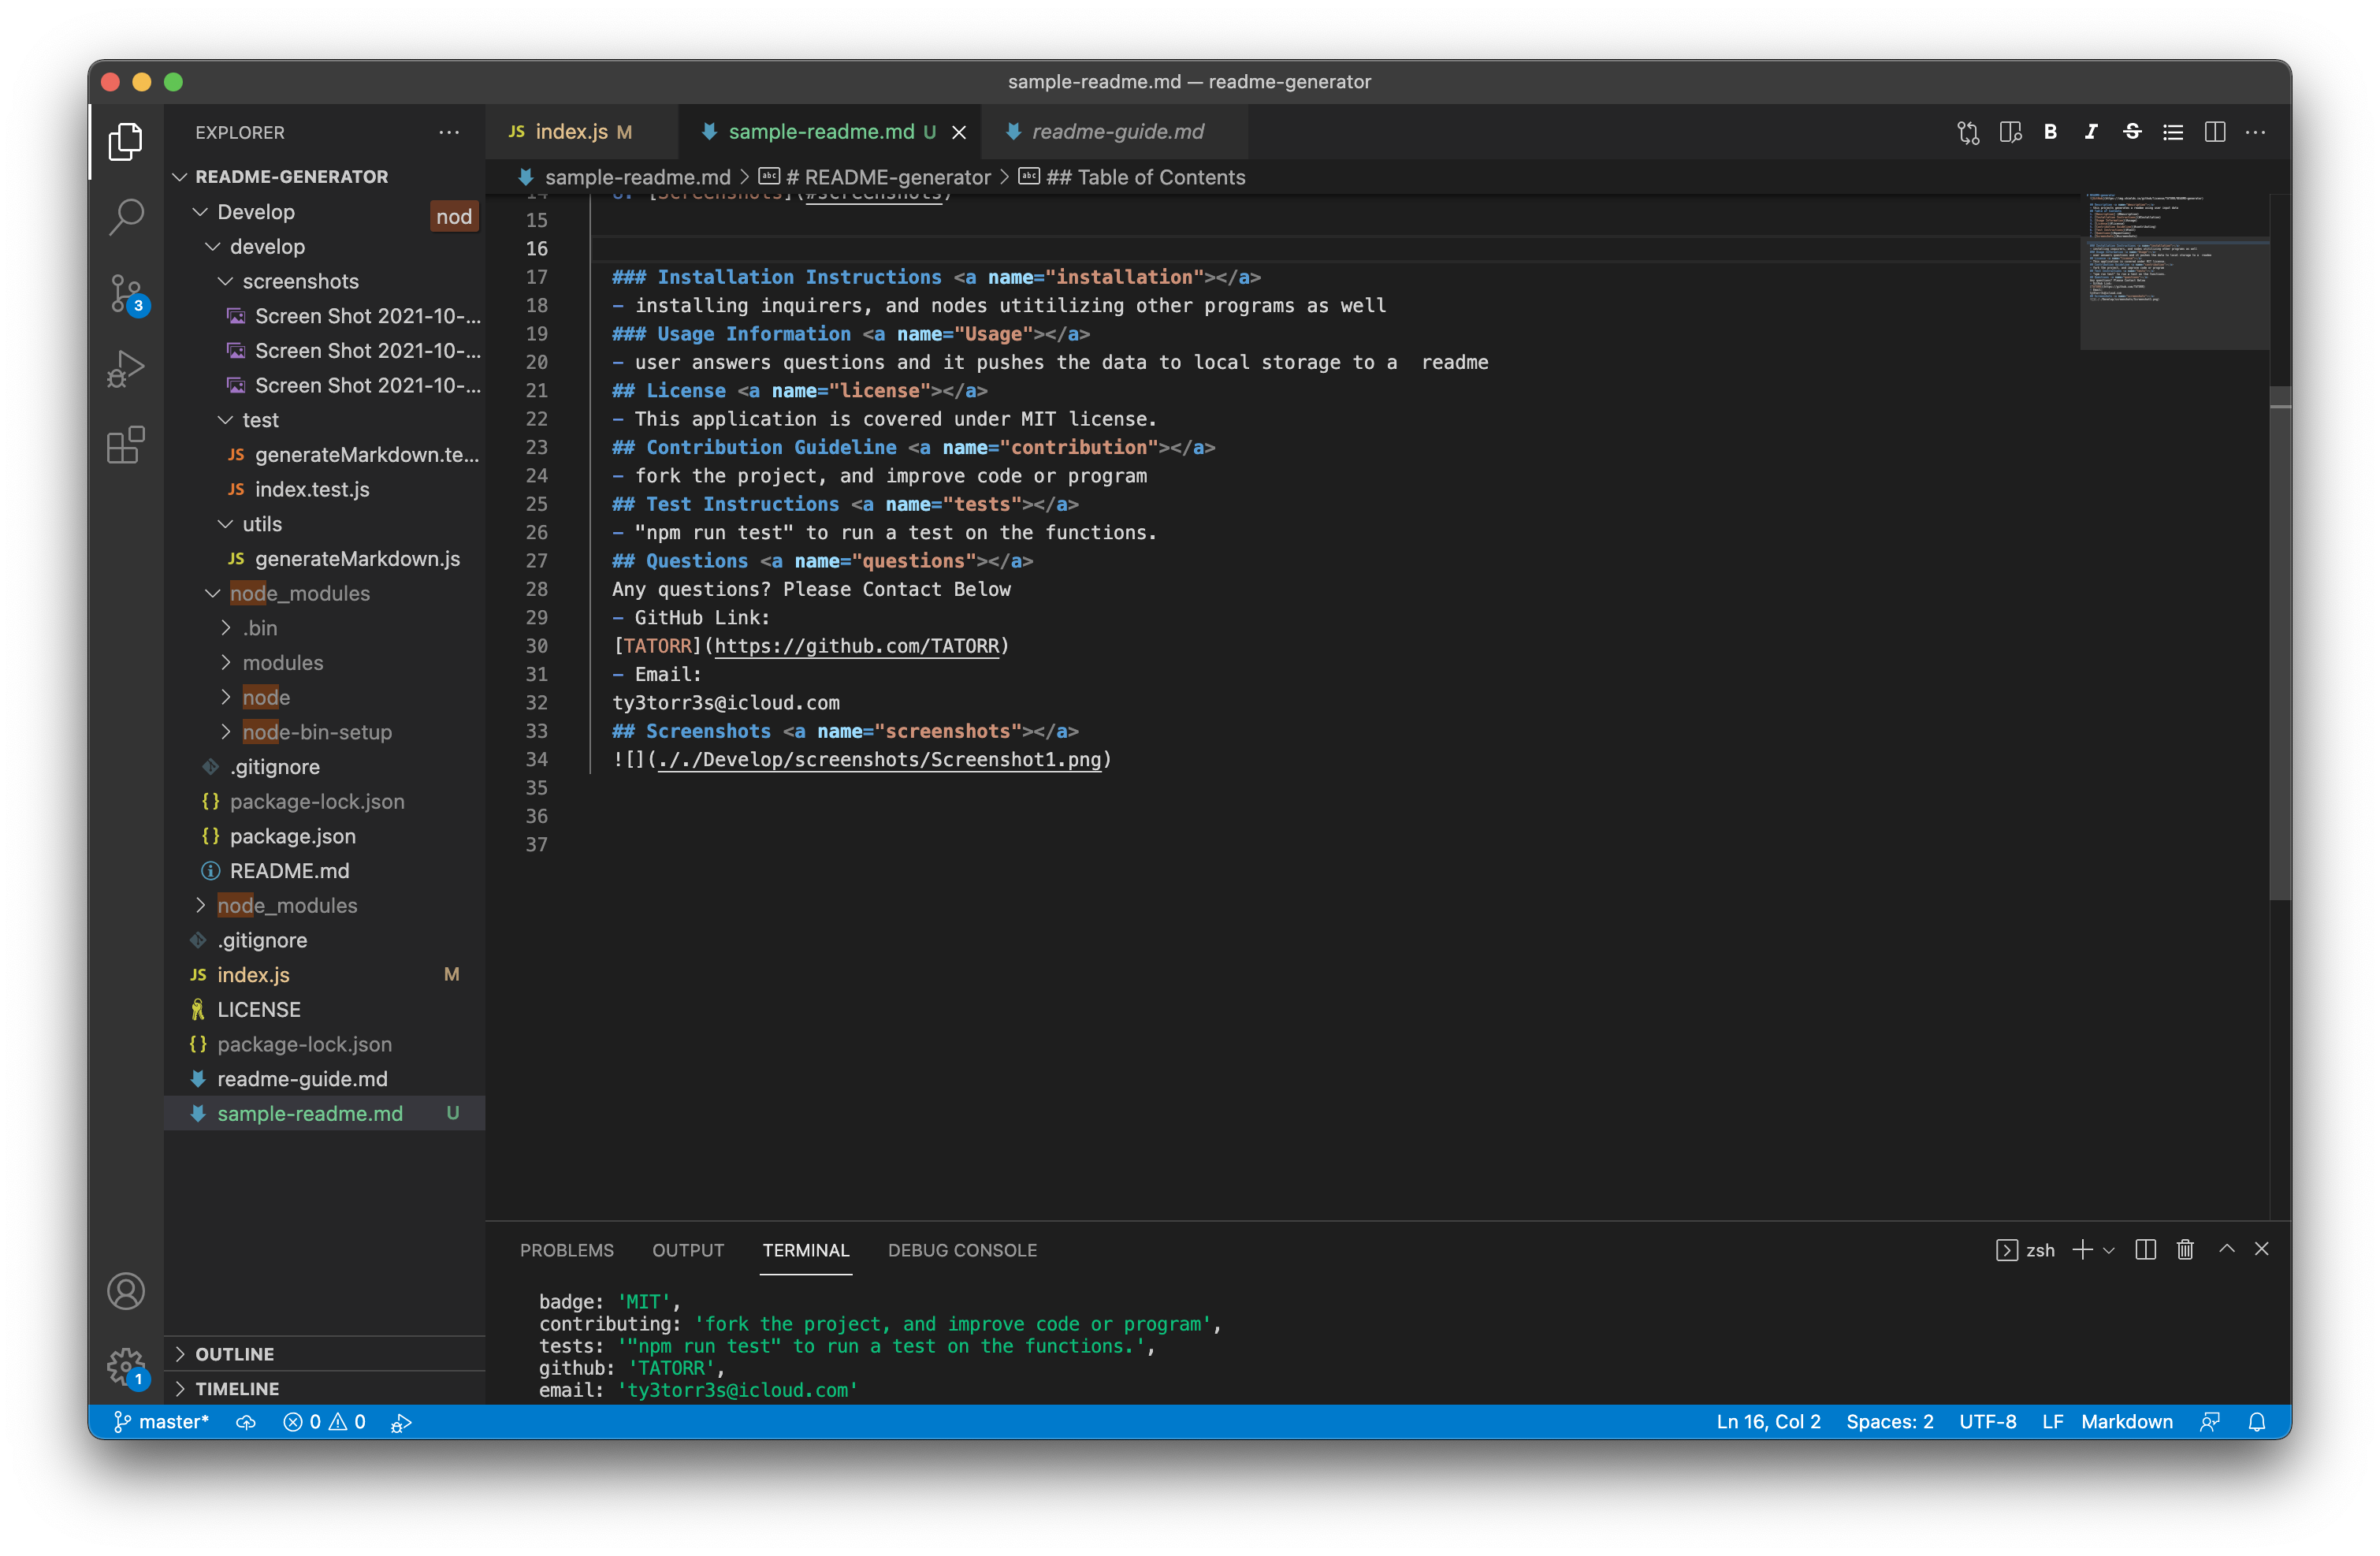 sample-readme.md — readme-generator
EXPLORER
README-GENERATOR
Develop
nod
develop
screenshots
Screen Shot 2021-10-...
Screen Shot 2021-10-...
Screen Shot 2021-10-...
test
JS generateMarkdown.te...
JS index.test.js
utils
JS generateMarkdown.js
node_modules
.bin
modules
node
node-bin-setup
.gitignore
{} package-lock.json
{} package.json
README.md
node_modules
.gitignore
JS index.js M
LICENSE
{} package-lock.json
readme-guide.md
sample-readme.md U
OUTLINE
TIMELINE
3
1
JS index.js M
sample-readme.md U
readme-guide.md
B I S
sample-readme.md > abc # README-generator > abc ## Table of Contents
15
16
17 ### Installation Instructions <a name="installation"></a>
18 - installing inquirers, and nodes utitilizing other programs as well
19 ### Usage Information <a name="Usage"></a>
20 - user answers questions and it pushes the data to local storage to a  readme
21 ## License <a name="license"></a>
22 - This application is covered under MIT license.
23 ## Contribution Guideline <a name="contribution"></a>
24 - fork the project, and improve code or program
25 ## Test Instructions <a name="tests"></a>
26 - "npm run test" to run a test on the functions.
27 ## Questions <a name="questions"></a>
28 Any questions? Please Contact Below
29 - GitHub Link:
30 [TATORR](https://github.com/TATORR)
31 - Email:
32 ty3torr3s@icloud.com
33 ## Screenshots <a name="screenshots"></a>
34 ![](././Develop/screenshots/Screenshot1.png)
35
36
37
PROBLEMS OUTPUT TERMINAL DEBUG CONSOLE
zsh
badge: 'MIT',
contributing: 'fork the project, and improve code or program',
tests: '"npm run test" to run a test on the functions.',
github: 'TATORR',
email: 'ty3torr3s@icloud.com'
master* 0 0
Ln 16, Col 2 Spaces: 2 UTF-8 LF Markdown